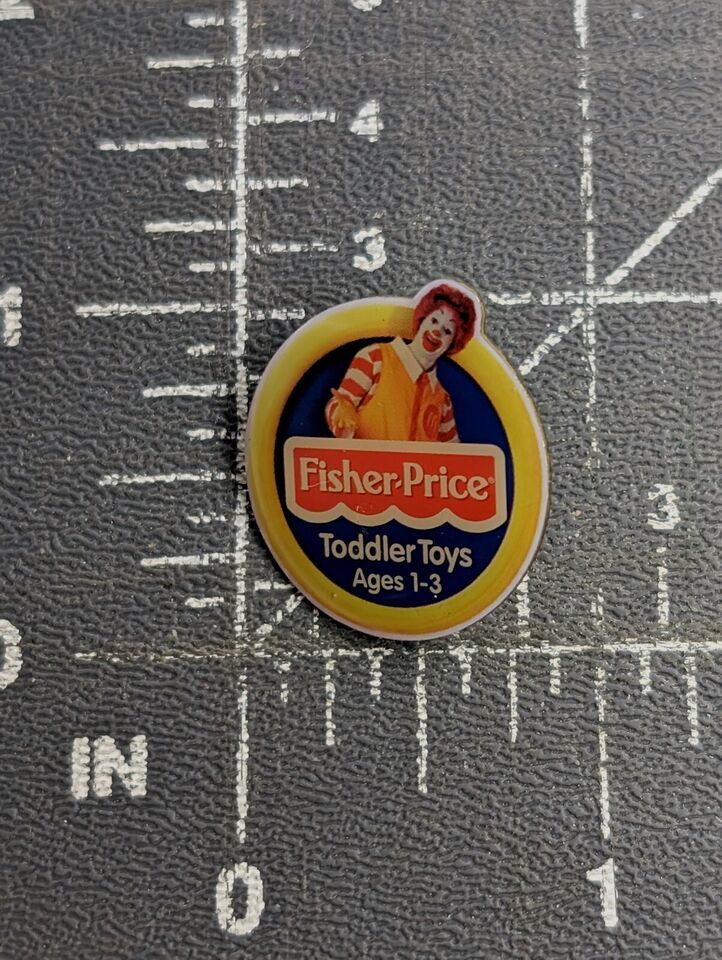 4
3
1
Fisher-Price®
Toddler Toys
Ages 1-3
3
0
IN
0
1